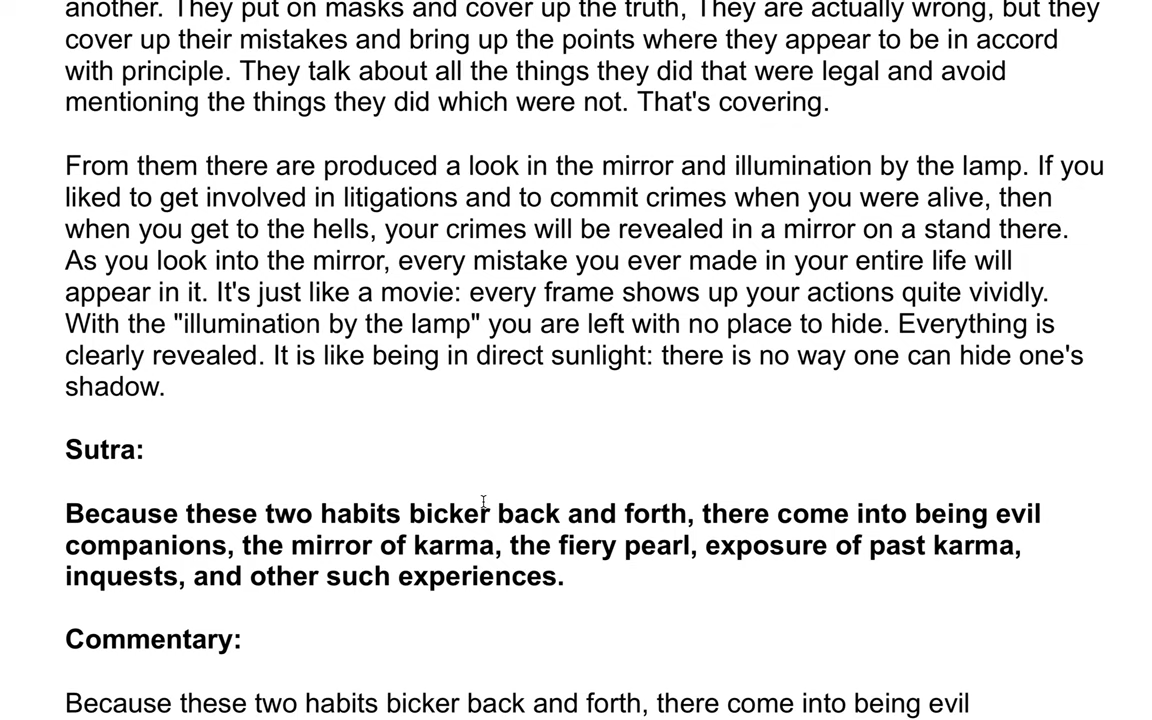 another. They put on masks and cover up the truth, They are actually wrong, but they
cover up their mistakes and bring up the points where they appear to be in accord
with principle. They talk about all the things they did that were legal and avoid
mentioning the things they did which were not. That's covering.
From them there are produced a look in the mirror and illumination by the lamp. If you
liked to get involved in litigations and to commit crimes when you were alive, then
when you get to the hells, your crimes will be revealed in a mirror on a stand there.
As you look into the mirror, every mistake you ever made in your entire life will
appear in it. It's just like a movie: every frame shows up your actions quite vividly.
With the "illumination by the lamp" you are left with no place to hide. Everything is
clearly revealed. It is like being in direct sunlight: there is no way one can hide one's
shadow.
Sutra:
Because these two habits bicker back and forth, there come into being evil
companions, the mirror of karma, the fiery pearl, exposure of past karma,
inquests, and other such experiences.
Commentary:
Because these two habits bicker back and forth, there come into being evil